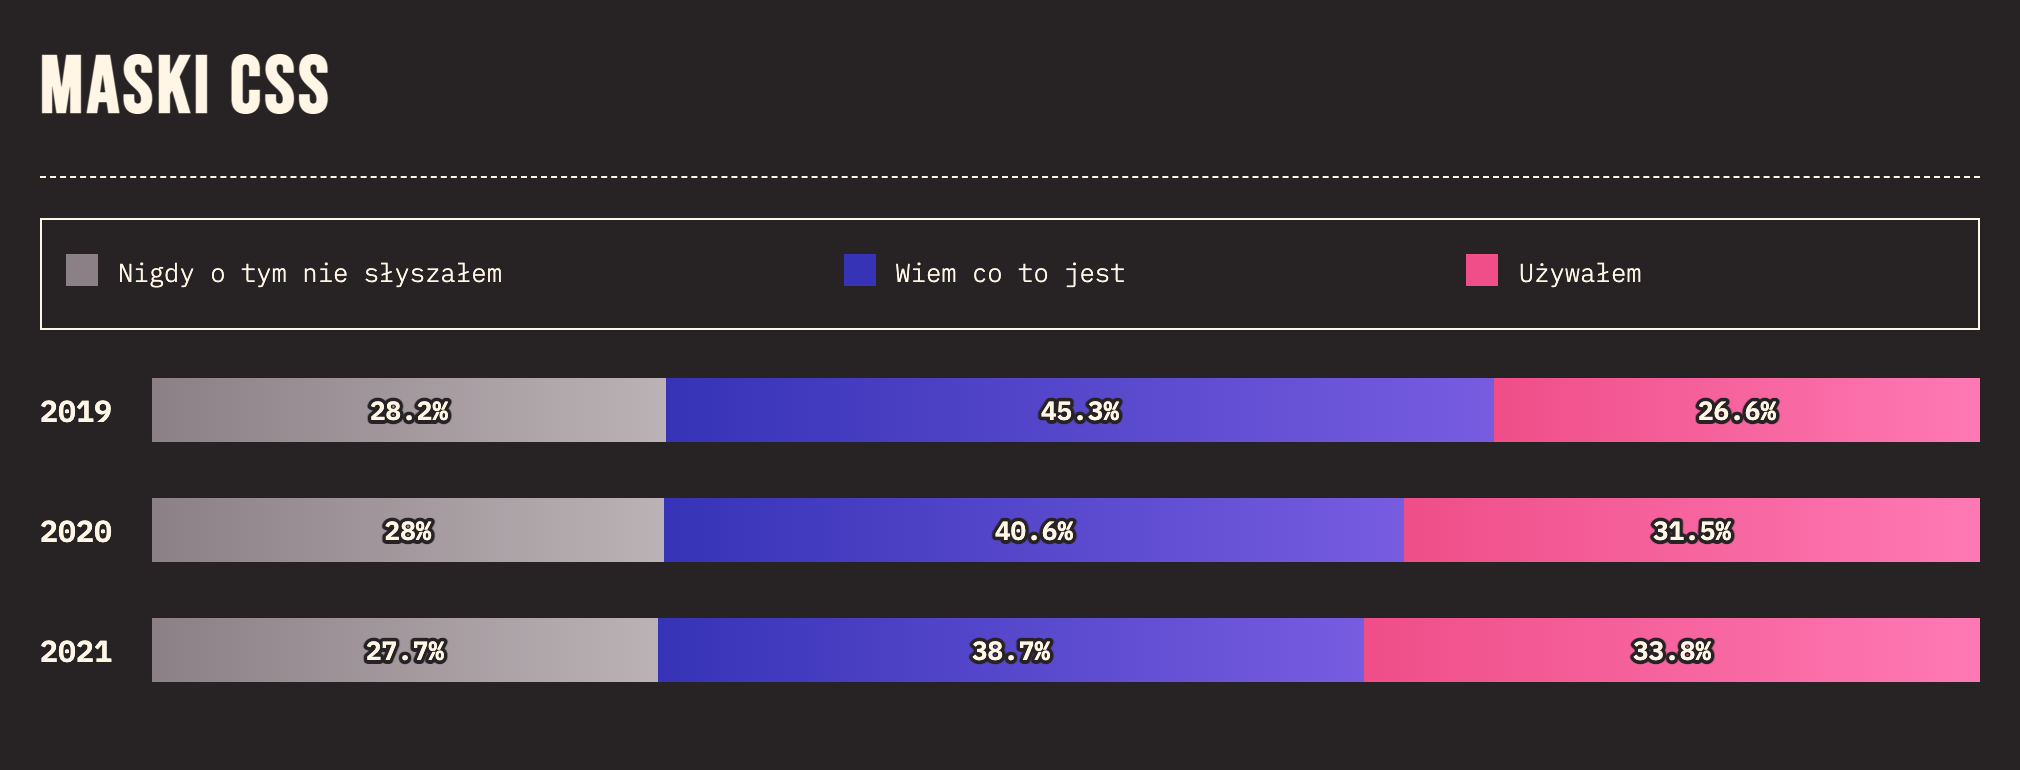 MASKI CSS
Nigdy o tym nie słyszałem Wiem co to jest Używałem
2019 28.2% 45.3% 26.6%
2020 28% 40.6% 31.5%
2021 27.7% 38.7% 33.8%